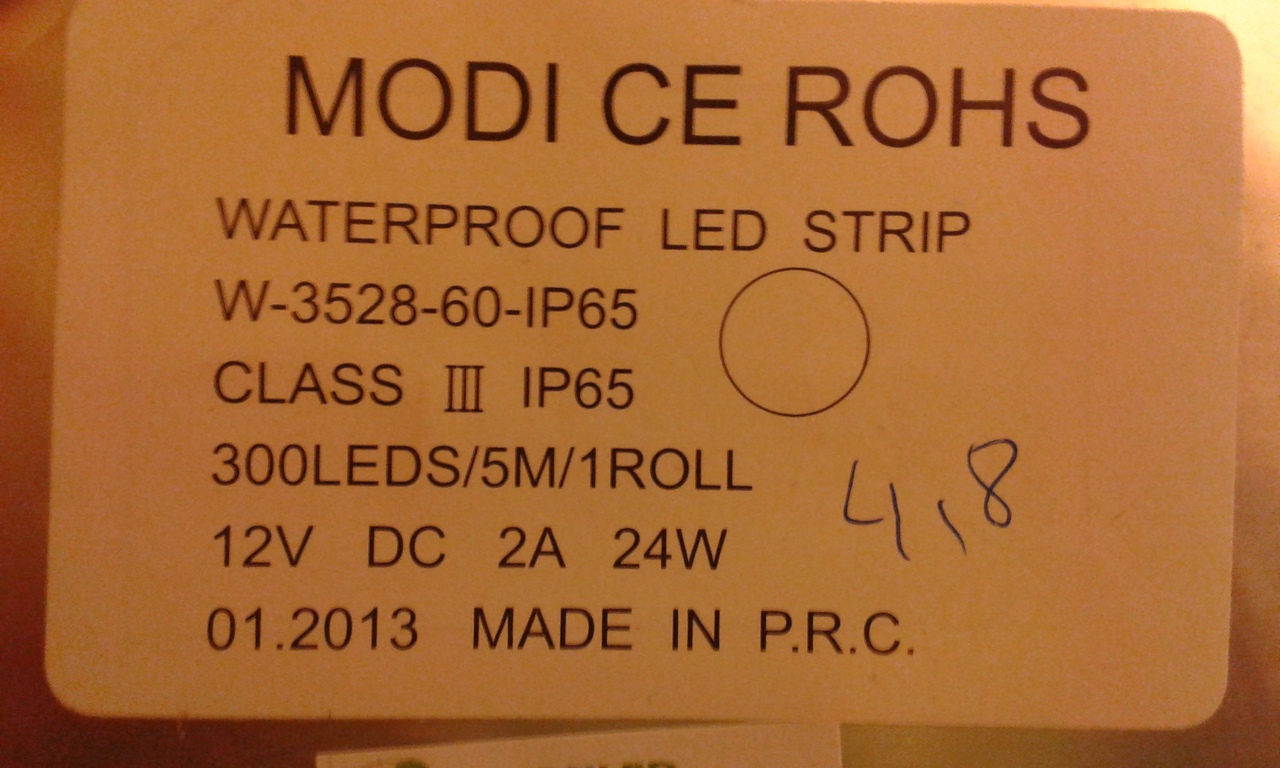 MODI CE ROHS
WATERPROOF LED STRIP
W-3528-60-IP65
CLASS III IP65
300LEDS/5M/1ROLL
4,8
12V DC 2A 24W
01.2013 MADE IN P.R.C.